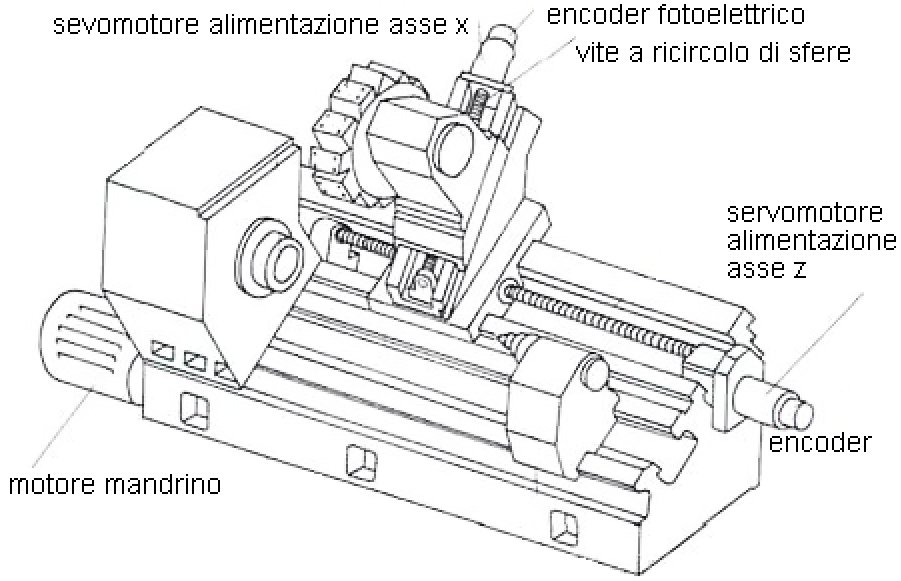 sevomotore alimentazione asse x
encoder fotoelettrico
vite a ricircolo di sfere
servomotore
alimentazione
asse z
encoder
motore mandrino